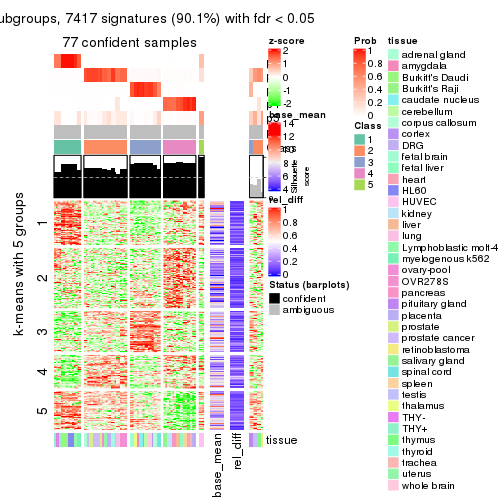 ubgroups, 7417 signatures (90.1%) with fdr < 0.05
77 confident samples
k-means with 5 groups
1
2
3
4
5
base_mean
rel_diff
tissue
z-score
2
1
0
-1
-2
base_mean
14
12
10
8
6
4
Silhouette
score
rel_diff
1
0.8
0.6
0.4
0.2
0
Status (barplots)
confident
ambiguous
Prob
1
0.8
0.6
0.4
0.2
0
Class
1
2
3
4
5
tissue
adrenal gland
amygdala
Burkitt's Daudi
Burkitt's Raji
caudate nucleus
cerebellum
corpus callosum
cortex
DRG
fetal brain
fetal liver
heart
HL60
HUVEC
kidney
liver
lung
Lymphoblastic molt-4
myelogenous k562
ovary-pool
OVR278S
pancreas
pituitary gland
placenta
prostate
prostate cancer
retinoblastoma
salivary gland
spinal cord
spleen
testis
thalamus
THY-
THY+
thymus
thyroid
trachea
uterus
whole brain